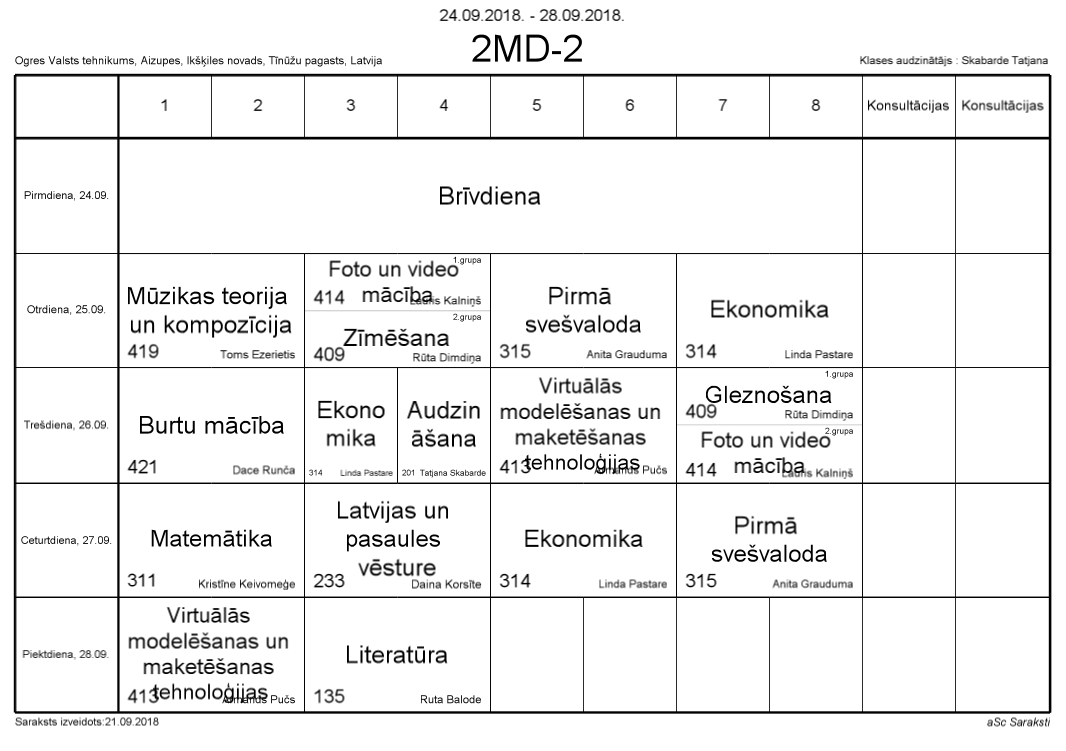 24.09.2018. - 28.09.2018.
2MD-2
Ogres Valsts tehnikums, Aizupes, Ikšķiles novads, Tīnūžu pagasts, Latvija
Klases audzinātājs : Skabarde Tatjana
1 2 3 4 5 6 7 8 Konsultācijas Konsultācijas
Pirmdiena, 24.09.
Brīvdiena
Otrdiena, 25.09.
Mūzikas teorija
un kompozīcija
419 Toms Ezerietis
1.grupa
Foto un video
mācība
414 Lauris Kalniņš
2.grupa
Zīmēšana
409 Rūta Dimdiņa
Pirmā
svešvaloda
315 Anita Grauduma
Ekonomika
314 Linda Pastare
Trešdiena, 26.09.
Burtu mācība
421 Dace Runča
Ekono
mika
314 Linda Pastare
Audzin
āšana
201 Tatjana Skabarde
Virtuālās
modelēšanas un
maketēšanas
tehnoloģijas
413 Armands Pučs
1.grupa
Gleznošana
409 Rūta Dimdiņa
2.grupa
Foto un video
mācība
414 Lauris Kalniņš
Ceturtdiena, 27.09.
Matemātika
311 Kristīne Keivomeģe
Latvijas un
pasaules
vēsture
233 Daina Korsīte
Ekonomika
314 Linda Pastare
Pirmā
svešvaloda
315 Anita Grauduma
Piektdiena, 28.09.
Virtuālās
modelēšanas un
maketēšanas
tehnoloģijas
413 Armands Pučs
Literatūra
135 Ruta Balode
Saraksts izveidots:21.09.2018
aSc Saraksti